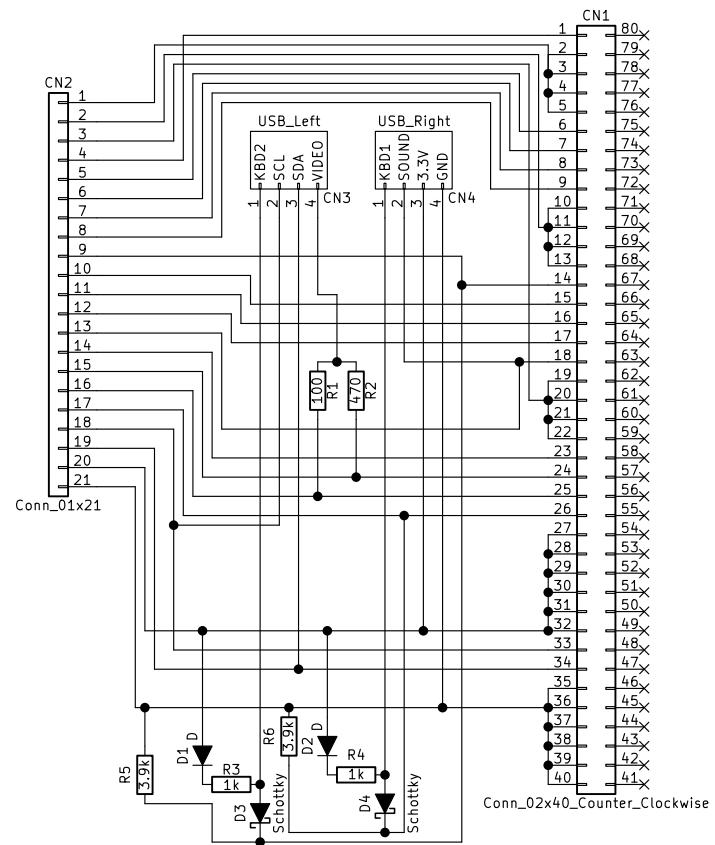 CN1
CN2
1
2
3
4
5
6
7
8
9
10
11
12
13
14
15
16
17
18
19
20
21
Conn_01x21
USB_Left
KBD2
SCL
SDA
VIDEO
1
2
3
4
CN3
USB_Right
KBD1
SOUND
3.3V
GND
1
2
3
4
CN4
1 80
2 79
3 78
4 77
5 76
6 75
7 74
8 73
9 72
10 71
11 70
12 69
13 68
14 67
15 66
16 65
17 64
18 63
19 62
20 61
21 60
22 59
23 58
24 57
25 56
26 55
27 54
28 53
29 52
30 51
31 50
32 49
33 48
34 47
35 46
36 45
37 44
38 43
39 42
40 41
Conn_02x40_Counter_Clockwise
100
R1
470
R2
R5
3.9k
D1
D
R3
1k
D3
Schottky
R6
3.9k
D2
D
R4
1k
D4
Schottky